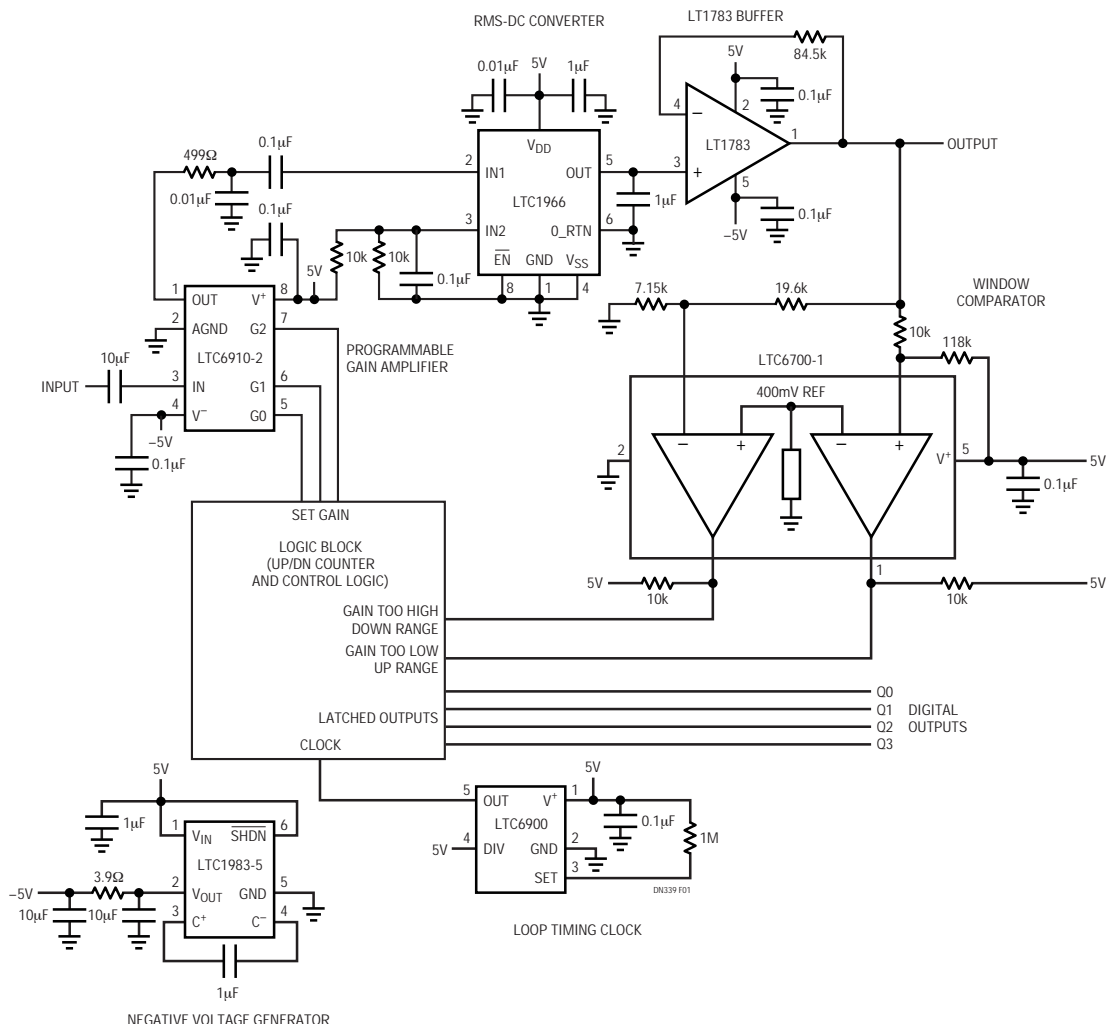 RMS-DC CONVERTER
LT1783 BUFFER
84.5k
5V
0.01µF
5V
1µF
0.1µF
4
–
2
VDD
LT1783
1
OUTPUT
499Ω
0.1µF
2
IN1
OUT
5
3
+
5
0.01µF
LTC1966
1µF
0.1µF
0.1µF
3
IN2
0_RTN
6
–5V
5V
10k
10k
0.1µF
EN
GND
VSS
8
1
4
7.15k
19.6k
WINDOW
COMPARATOR
10k
118k
1
OUT
V+
8
2
AGND
G2
7
LTC6910-2
PROGRAMMABLE
GAIN AMPLIFIER
10µF
INPUT
3
IN
G1
6
4
V–
G0
5
–5V
0.1µF
LTC6700-1
400mV REF
–
+
–
+
2
V+
5
5V
0.1µF
SET GAIN
LOGIC BLOCK
(UP/DN COUNTER
AND CONTROL LOGIC)
5V
10k
1
10k
5V
GAIN TOO HIGH
DOWN RANGE
GAIN TOO LOW
UP RANGE
Q0
Q1 DIGITAL
LATCHED OUTPUTS
Q2 OUTPUTS
Q3
CLOCK
5V
5V
1µF
1
VIN
SHDN
6
LTC1983-5
3.9Ω
–5V
2
VOUT
GND
5
10µF
10µF
3
C+
C–
4
1µF
NEGATIVE VOLTAGE GENERATOR
5
OUT
V+
1
LTC6900
0.1µF
1M
5V
4
DIV
GND
2
SET
3
DN339 F01
LOOP TIMING CLOCK